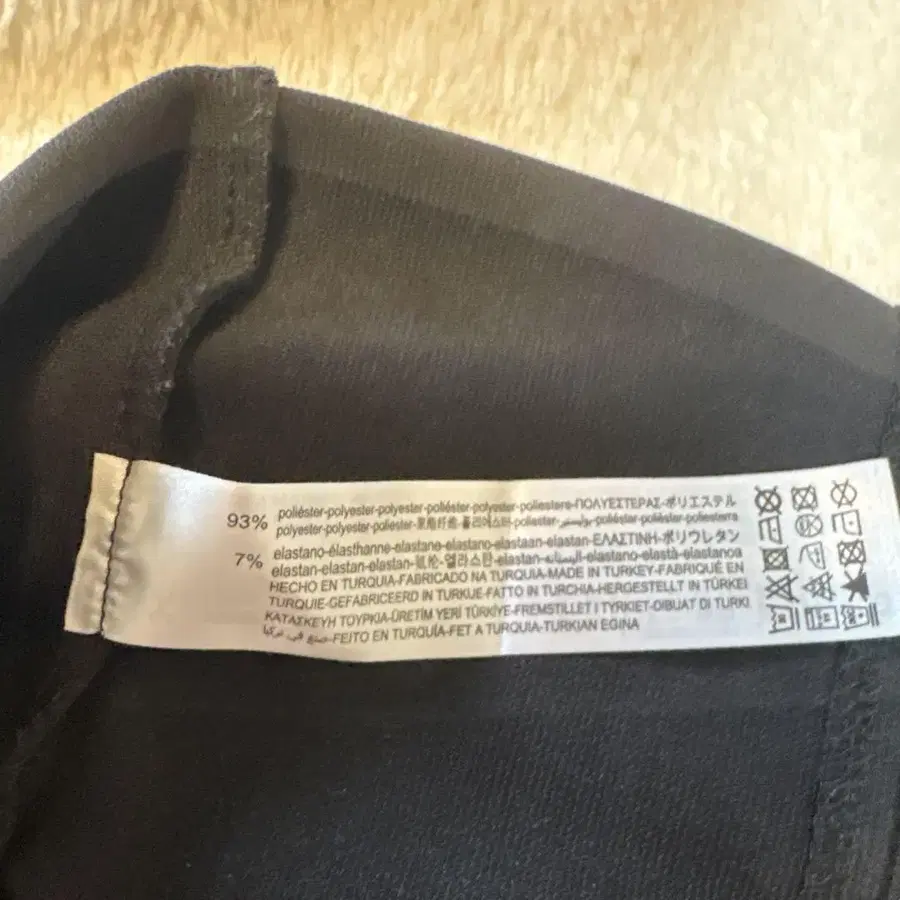 93% poliéster-polyester-polyester-poliéster-polyester-poliestere-ΠΟΛΥΕΣΤΕΡΑΣ-ポリエステル
polyester-polyester-poliester-聚酯纤维-폴리에스터-poliester-بوليستر-polièster-poliéster-poliesterra
7% elastano-élasthanne-elastane-elastano-elastaan-elastan-ΕΛΑΣΤΙΝΗ-ポリウレタン
elastan-elastan-elastan-氨纶-엘라스탄-elastan-الیستان-elastano-elastà-elastanoa
HECHO EN TURQUIA-FABRICADO NA TURQUIA-MADE IN TURKEY-FABRIQUÉ EN
TURQUIE-GEFABRICEERD IN TURKIJE-FATTO IN TURCHIA-HERGESTELLT IN TÜRKEI
ΚΑΤΑΣΚΕΥΗ ΤΟΥΡΚΙΑ-ÜRETİM YERİ TÜRKİYE-FREMSTILLET I TYRKIET-DIBUAT DI TURKI
صنع في تركيا-FEITO EN TURQUÍA-FET A TURQUIA-TURKIAN EGINA